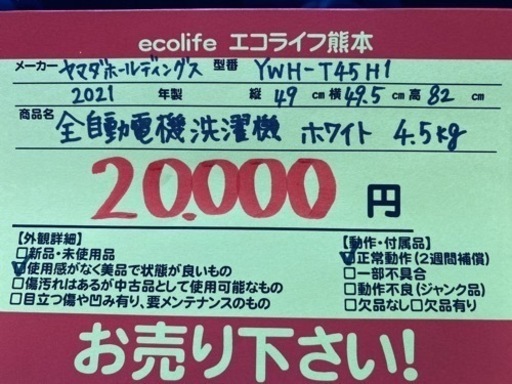 ecolife エコライフ熊本
メーカー ヤマダホールディングス 型番 YWH-T45H1
2021 年製 縦 49 cm 横 49.5 cm 高 82 cm
商品名 全自動電機洗濯機 ホワイト 4.5kg
20.000 円
【外観詳細】 【動作・付属品】
□新品・未使用品 ☑正常動作(2週間補償)
☑使用感がなく美品で状態が良いもの □一部不具合
□傷汚れはあるが中古品として使用可能なもの □動作不良(ジャンク品)
□目立つ傷や凹み有り、要メンテナンスのもの □欠品なし□欠品有り
お売り下さい!